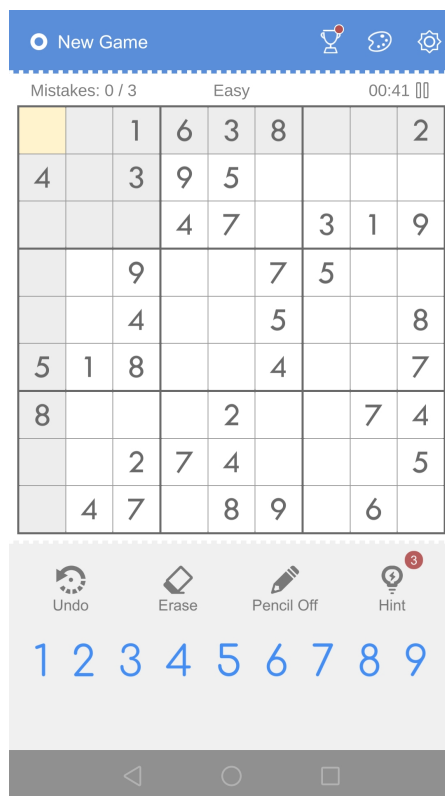 New Game
Mistakes: 0 / 3 Easy 00:41
1 6 3 8 2
4 3 9 5
4 7 3 1 9
9 7 5
4 5 8
5 1 8 4 7
8 2 7 4
2 7 4 5
4 7 8 9 6
3
Undo Erase Pencil Off Hint
1 2 3 4 5 6 7 8 9